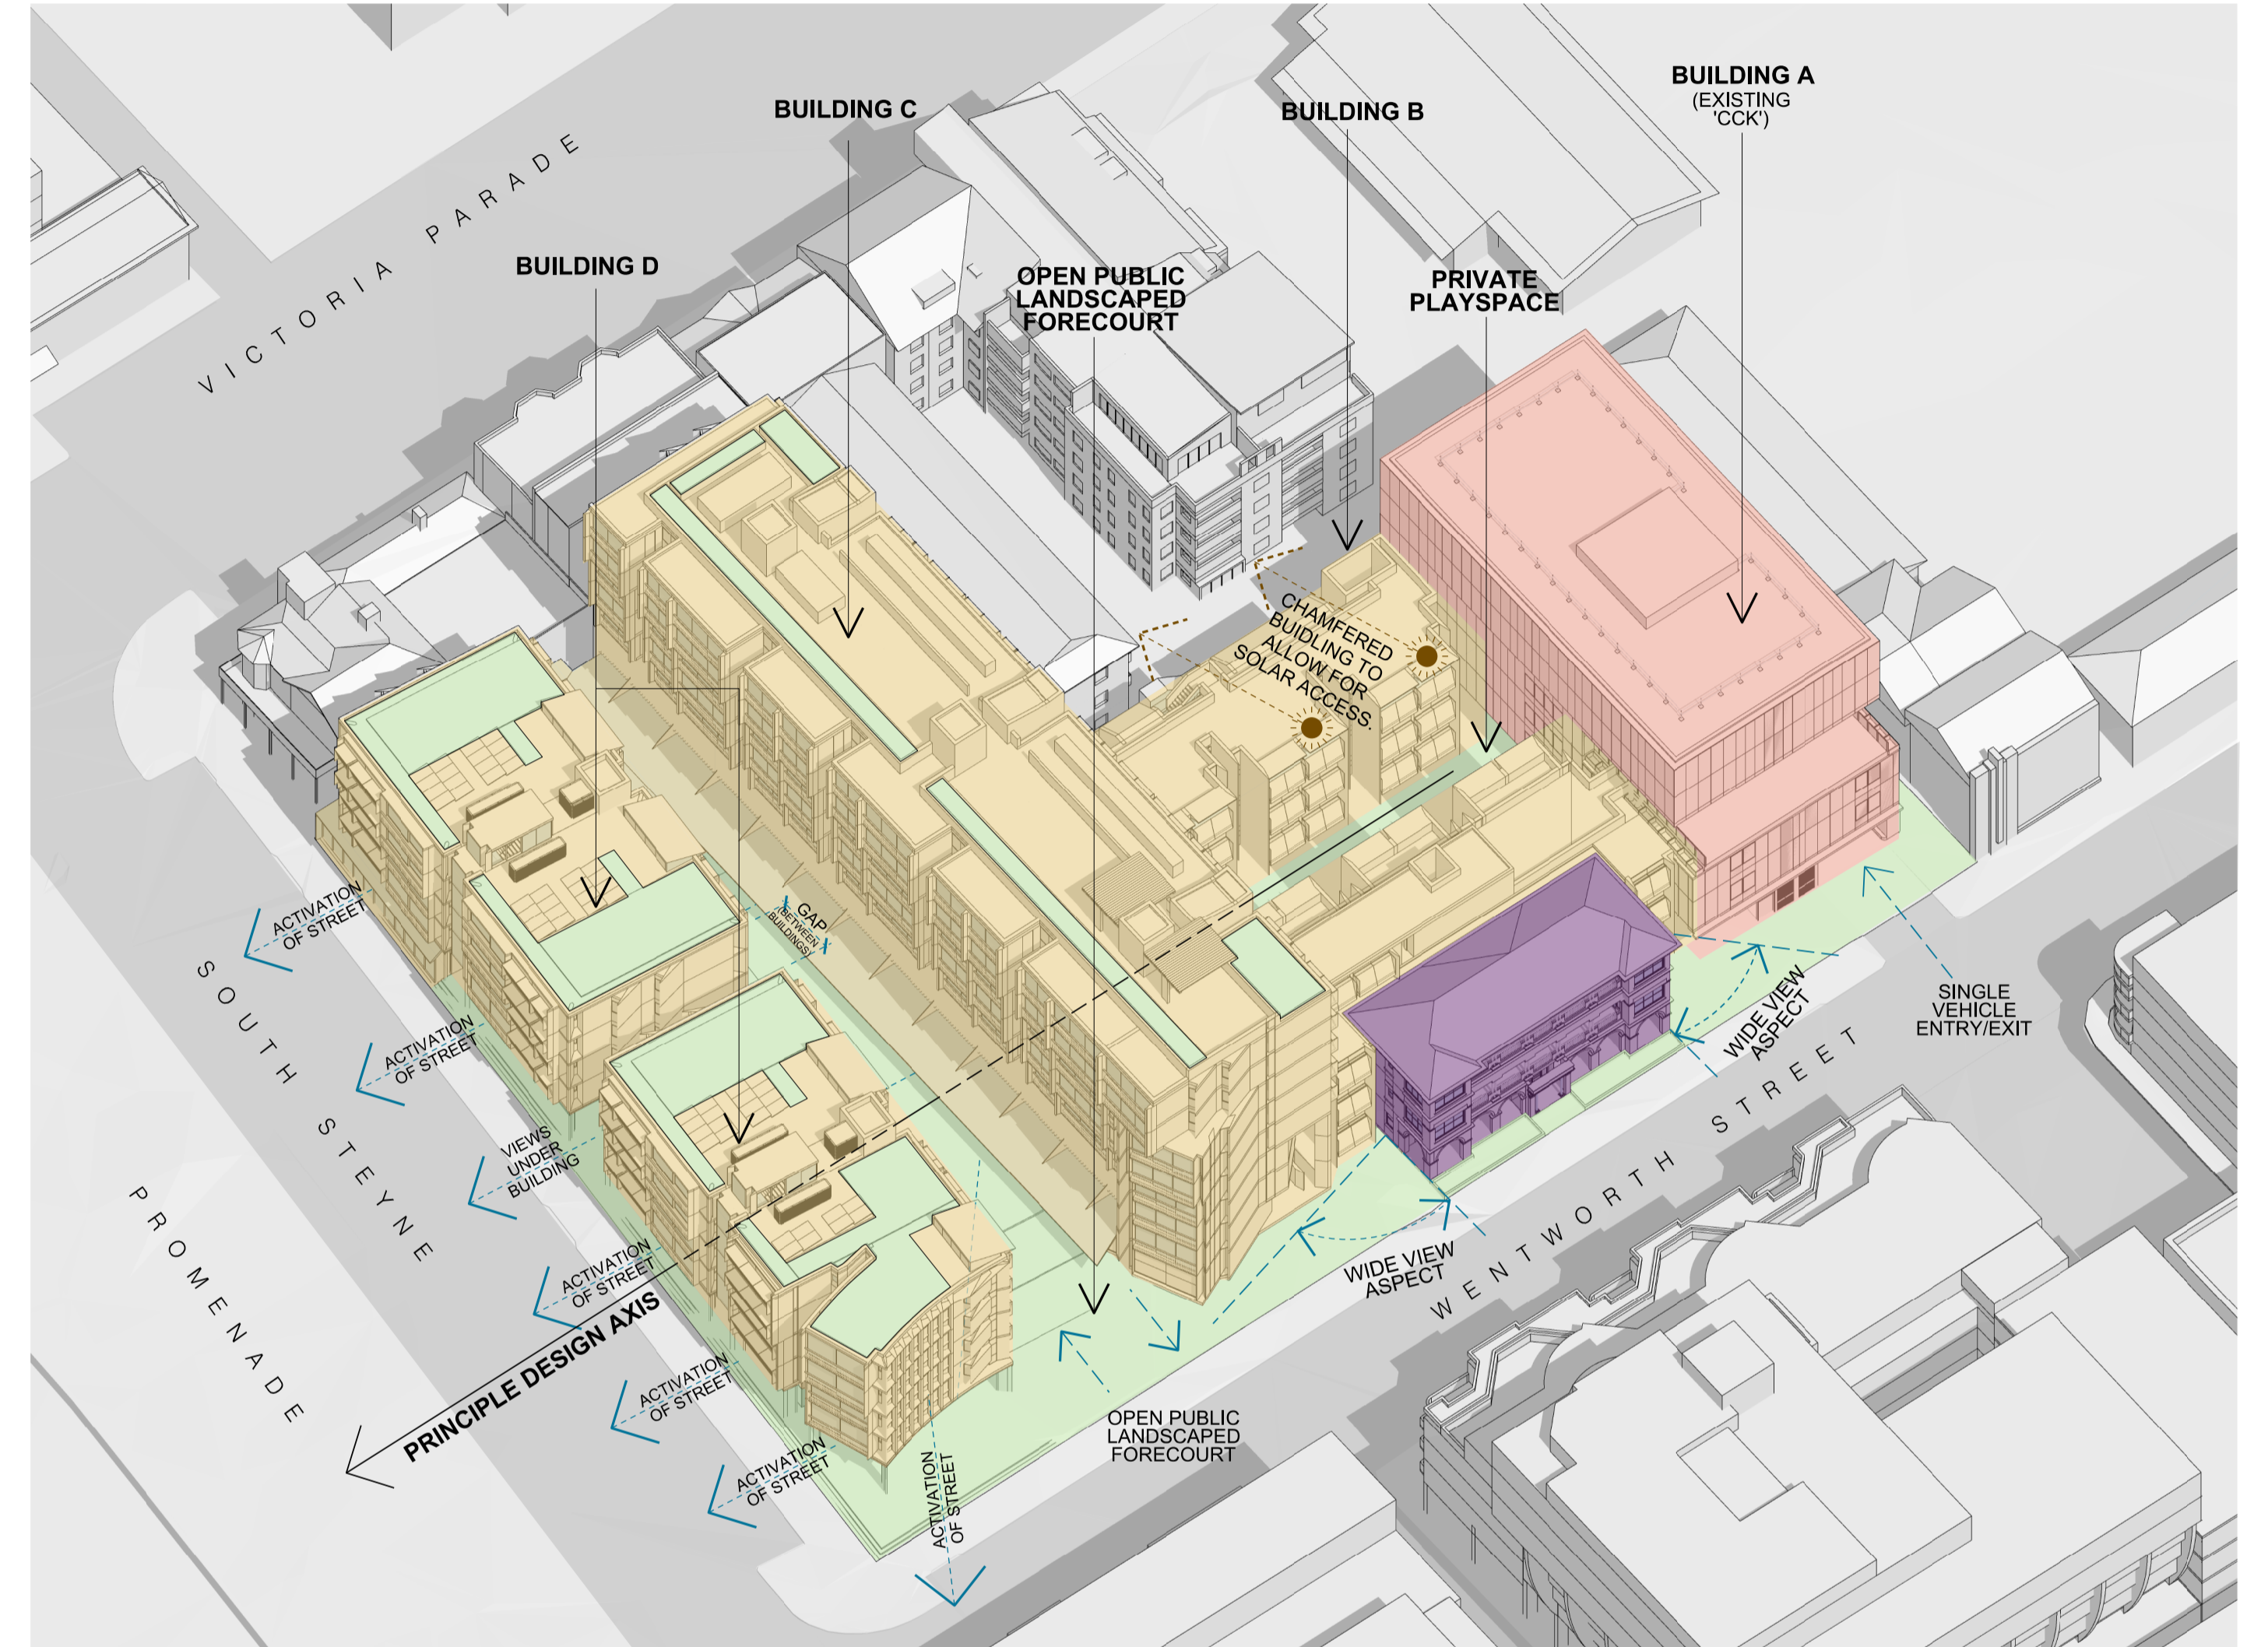 BUILDING A
(EXISTING
'CCK')
BUILDING C
BUILDING B
VICTORIA PARADE
BUILDING D
OPEN PUBLIC
LANDSCAPED
FORECOURT
PRIVATE
PLAYSPACE
CHAMFERED
BUIDLING TO
ALLOW FOR
SOLAR ACCESS.
ACTIVATION
OF STREET
GAP
(BETWEEN
BUILDINGS)
SOUTH STEYNE
ACTIVATION
OF STREET
WIDE VIEW
ASPECT
SINGLE
VEHICLE
ENTRY/EXIT
VIEWS
UNDER
BUILDING
WENTWORTH STREET
PROMENADE
ACTIVATION
OF STREET
WIDE VIEW
ASPECT
PRINCIPLE DESIGN AXIS
ACTIVATION
OF STREET
OPEN PUBLIC
LANDSCAPED
FORECOURT
ACTIVATION
OF STREET
ACTIVATION
OF STREET